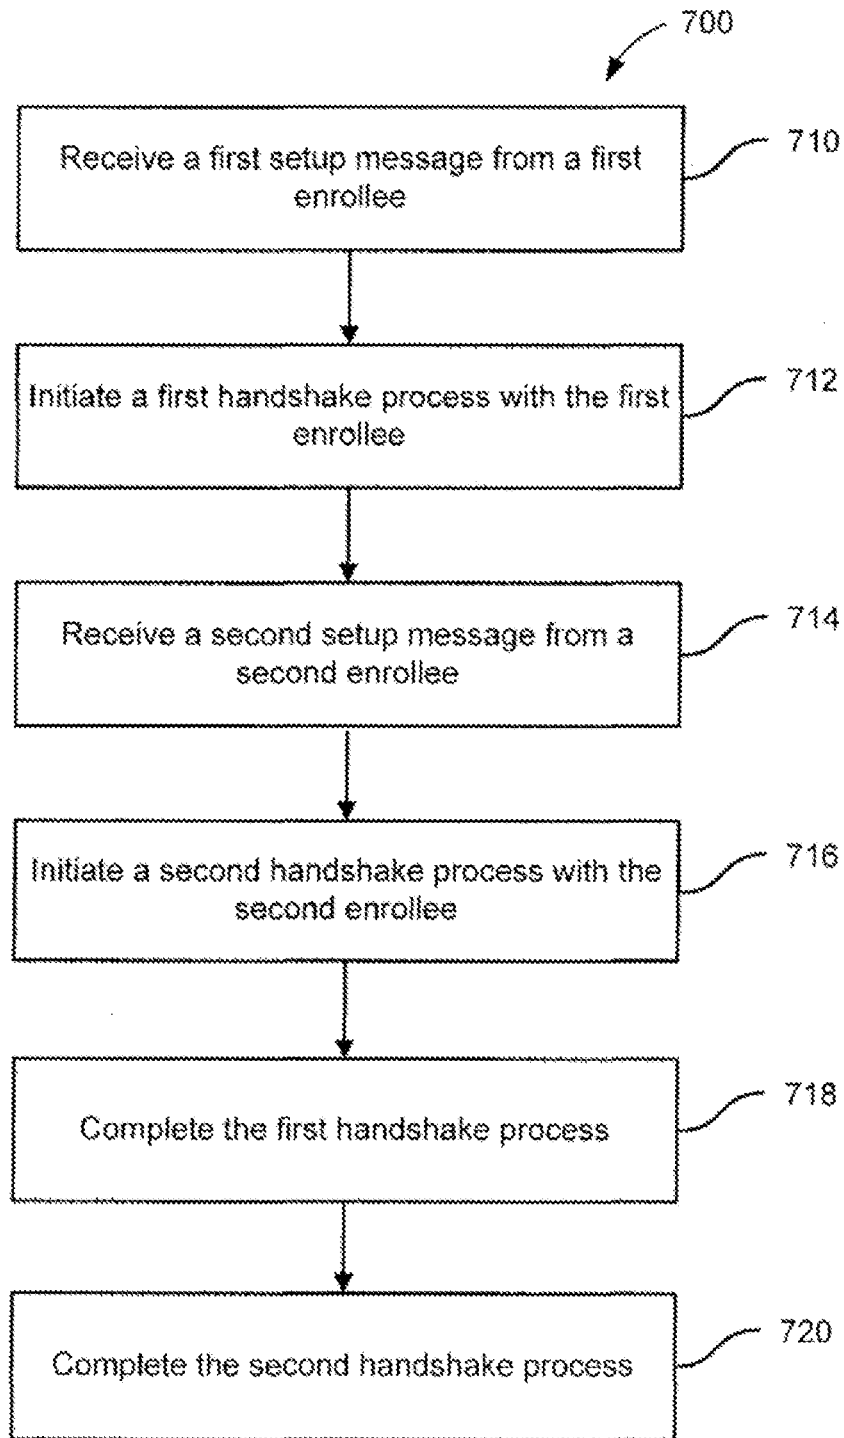 700
Receive a first setup message from a first
enrollee
710
Initiate a first handshake process with the first
enrollee
712
Receive a second setup message from a
second enrollee
714
Initiate a second handshake process with the
second enrollee
716
Complete the first handshake process
718
Complete the second handshake process
720